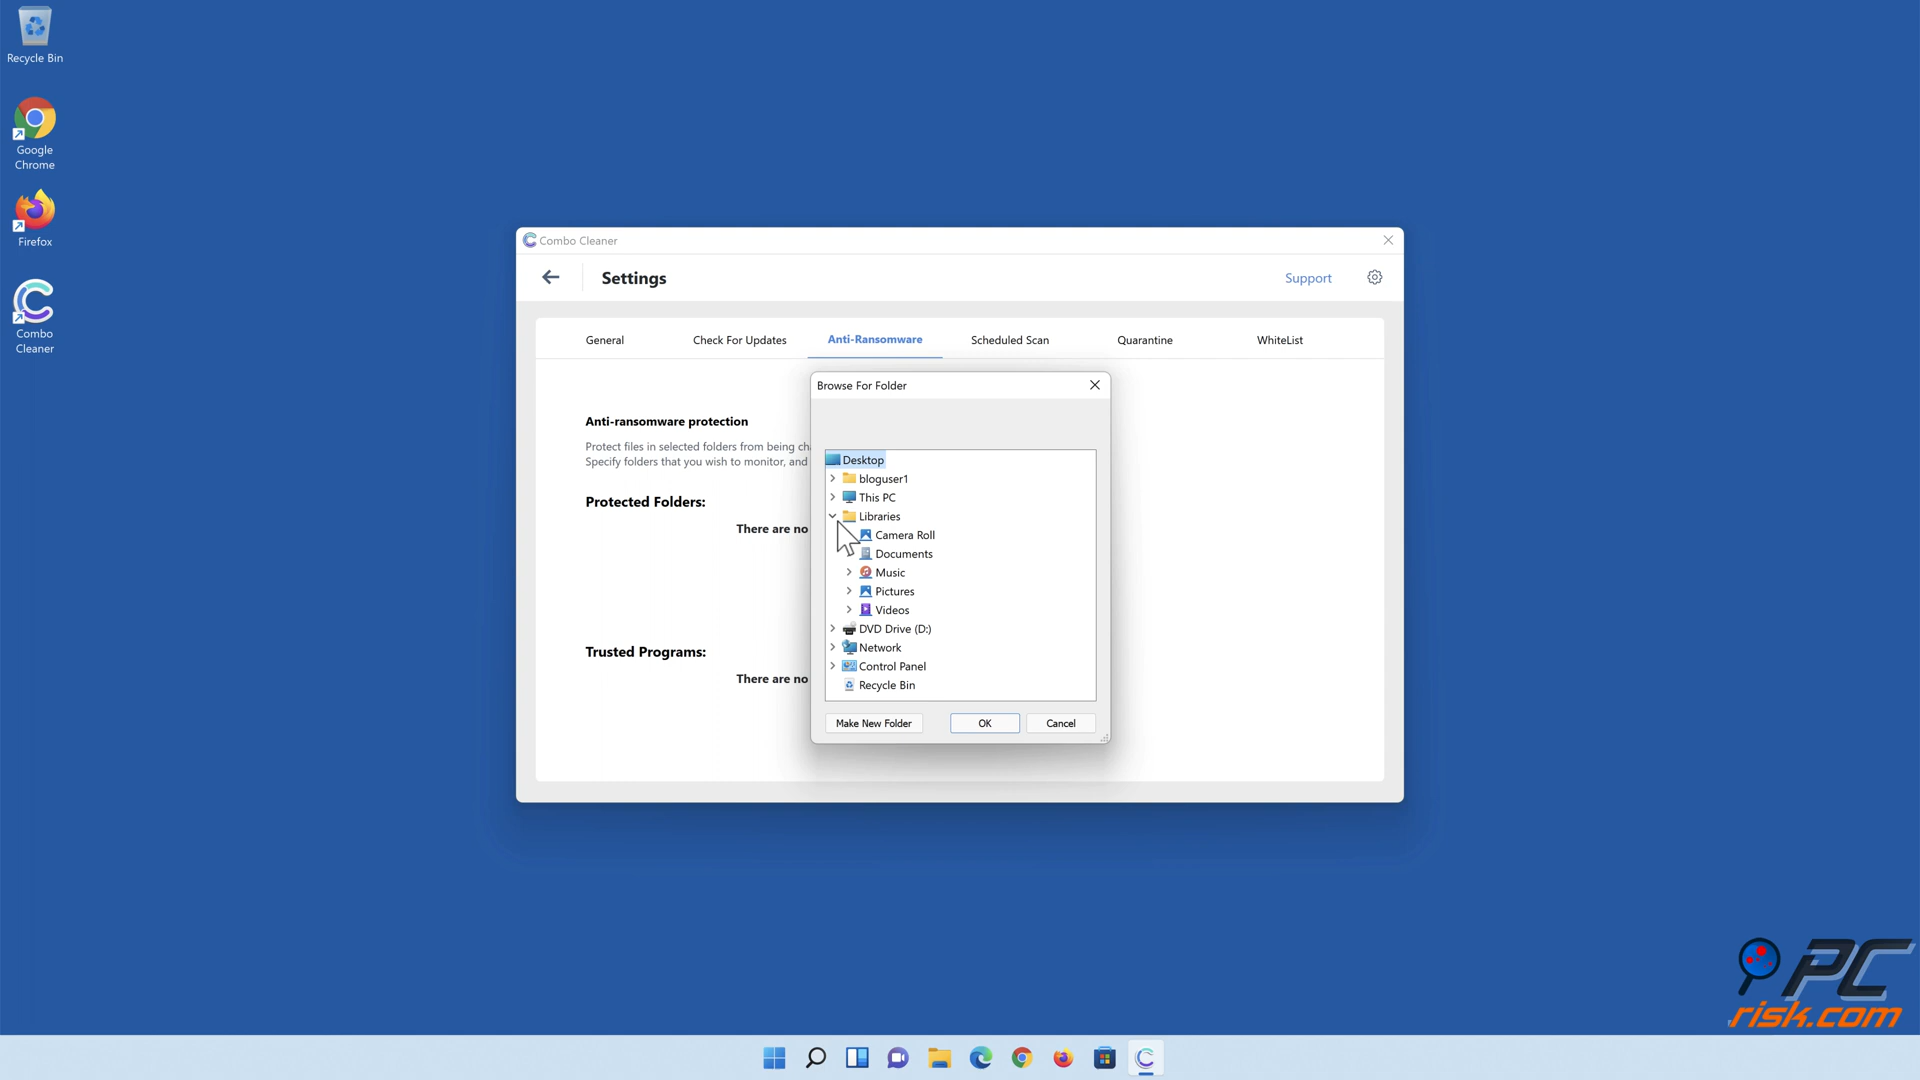 Recycle Bin
Google
Chrome
Firefox
Combo
Cleaner
Combo Cleaner
Settings
Support
General
Check For Updates
Anti-Ransomware
Scheduled Scan
Quarantine
WhiteList
Anti-ransomware protection
Protect files in selected folders from being
Specify folders that you wish to monitor, and
Protected Folders:
There are no
Trusted Programs:
There are no
Browse For Folder
Desktop
bloguser1
This PC
Libraries
Camera Roll
Documents
Music
Pictures
Videos
DVD Drive (D:)
Network
Control Panel
Recycle Bin
Make New Folder
OK
Cancel
PC
risk.com